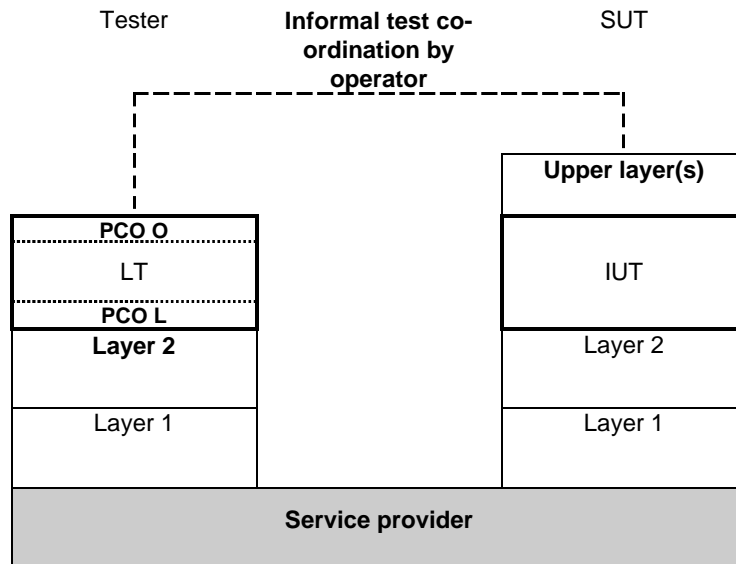 Tester
Informal test co-
ordination by
operator
SUT
Upper layer(s)
PCO O
LT
PCO L
IUT
Layer 2
Layer 2
Layer 1
Layer 1
Service provider